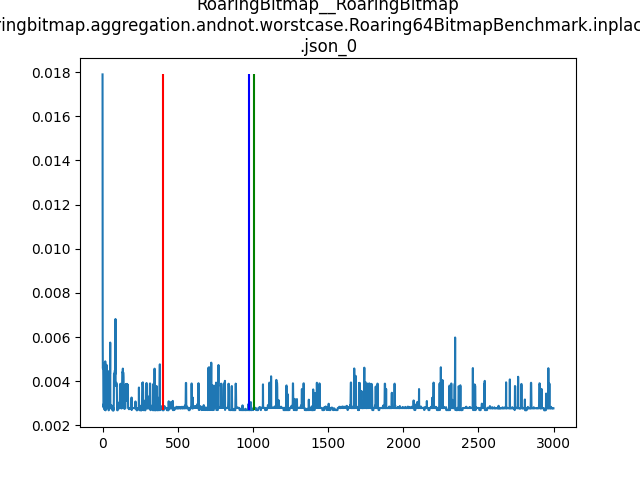 RoaringBitmap__RoaringBitmap
ringbitmap.aggregation.andnot.worstcase.Roaring64BitmapBenchmark.inplac
.json_0
0.018
0.016
0.014
0.012
0.010
0.008
0.006
0.004
0.002
0 500 1000 1500 2000 2500 3000